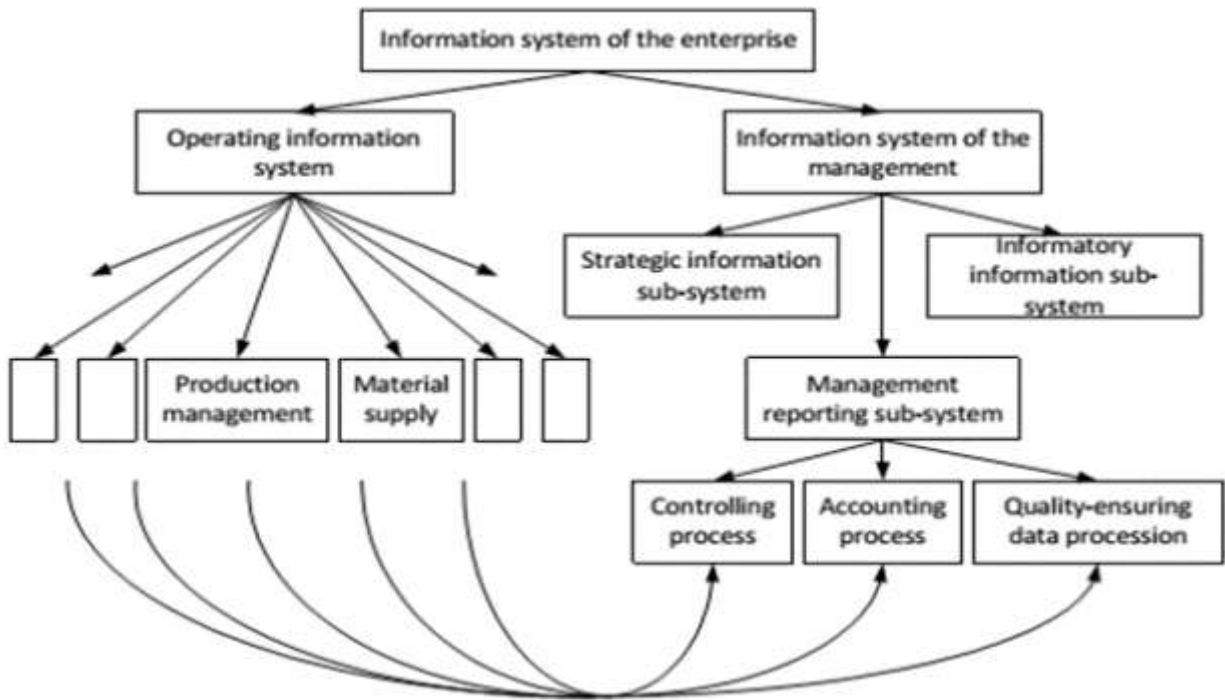 Information system of the enterprise
Operating information
system
Information system of the
management
Strategic information
sub-system
Informatory
information sub-
system
Production
management
Material
supply
Management
reporting sub-system
Controlling
process
Accounting
process
Quality-ensuring
data procession